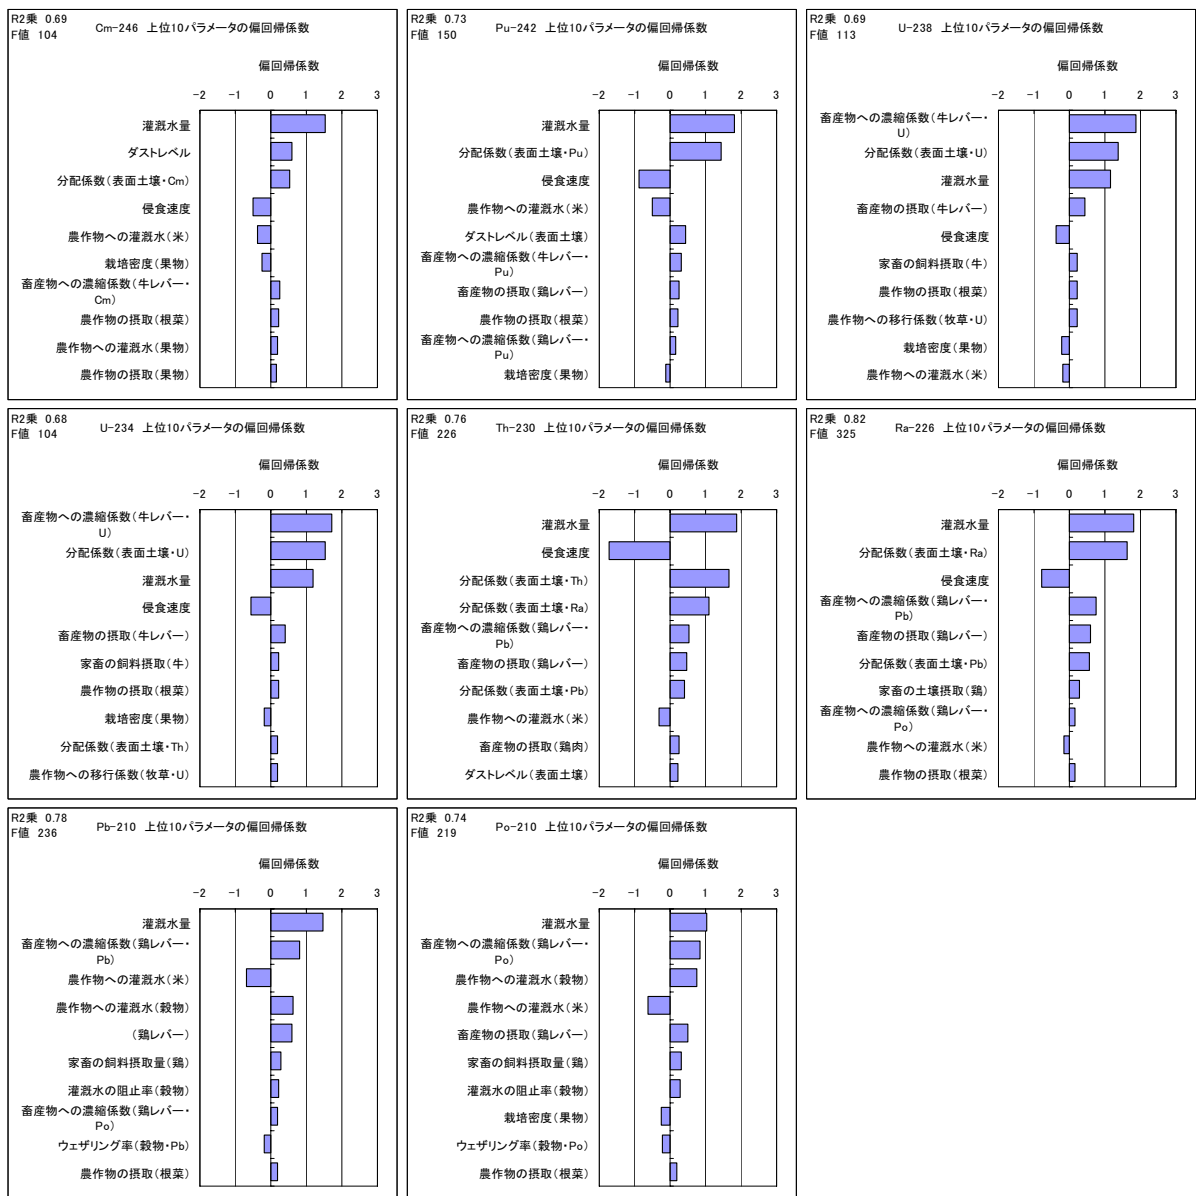 R2乗 0.69
F値 104
Cm-246 上位10パラメータの偏回帰係数
偏回帰係数
-2 -1 0 1 2 3
灌漑水量
ダストレベル
分配係数(表面土壌・Cm)
侵食速度
農作物への灌漑水(米)
栽培密度(果物)
畜産物への濃縮係数(牛レバー・
Cm)
農作物の摂取(根菜)
農作物への灌漑水(果物)
農作物の摂取(果物)
R2乗 0.73
F値 150
Pu-242 上位10パラメータの偏回帰係数
偏回帰係数
-2 -1 0 1 2 3
灌漑水量
分配係数(表面土壌・Pu)
侵食速度
農作物への灌漑水(米)
ダストレベル(表面土壌)
畜産物への濃縮係数(牛レバー・
Pu)
畜産物の摂取(鶏レバー)
農作物の摂取(根菜)
畜産物への濃縮係数(鶏レバー・
Pu)
栽培密度(果物)
R2乗 0.69
F値 113
U-238 上位10パラメータの偏回帰係数
偏回帰係数
-2 -1 0 1 2 3
畜産物への濃縮係数(牛レバー・
U)
分配係数(表面土壌・U)
灌漑水量
畜産物の摂取(牛レバー)
侵食速度
家畜の飼料摂取(牛)
農作物の摂取(根菜)
農作物への移行係数(牧草・U)
栽培密度(果物)
農作物への灌漑水(米)
R2乗 0.68
F値 104
U-234 上位10パラメータの偏回帰係数
偏回帰係数
-2 -1 0 1 2 3
畜産物への濃縮係数(牛レバー・
U)
分配係数(表面土壌・U)
灌漑水量
侵食速度
畜産物の摂取(牛レバー)
家畜の飼料摂取(牛)
農作物の摂取(根菜)
栽培密度(果物)
分配係数(表面土壌・Th)
農作物への移行係数(牧草・U)
R2乗 0.76
F値 226
Th-230 上位10パラメータの偏回帰係数
偏回帰係数
-2 -1 0 1 2 3
灌漑水量
侵食速度
分配係数(表面土壌・Th)
分配係数(表面土壌・Ra)
畜産物への濃縮係数(鶏レバー・
Pb)
畜産物の摂取(鶏レバー)
分配係数(表面土壌・Pb)
農作物への灌漑水(米)
畜産物の摂取(鶏肉)
ダストレベル(表面土壌)
R2乗 0.82
F値 325
Ra-226 上位10パラメータの偏回帰係数
偏回帰係数
-2 -1 0 1 2 3
灌漑水量
分配係数(表面土壌・Ra)
侵食速度
畜産物への濃縮係数(鶏レバー・
Pb)
畜産物の摂取(鶏レバー)
分配係数(表面土壌・Pb)
家畜の土壌摂取(鶏)
畜産物への濃縮係数(鶏レバー・
Po)
農作物への灌漑水(米)
農作物の摂取(根菜)
R2乗 0.78
F値 236
Pb-210 上位10パラメータの偏回帰係数
偏回帰係数
-2 -1 0 1 2 3
灌漑水量
畜産物への濃縮係数(鶏レバー・
Pb)
農作物への灌漑水(米)
農作物への灌漑水(穀物)
(鶏レバー)
家畜の飼料摂取量(鶏)
灌漑水の阻止率(穀物)
畜産物への濃縮係数(鶏レバー・
Po)
ウェザリング率(穀物・Pb)
農作物の摂取(根菜)
R2乗 0.74
F値 219
Po-210 上位10パラメータの偏回帰係数
偏回帰係数
-2 -1 0 1 2 3
灌漑水量
畜産物への濃縮係数(鶏レバー・
Po)
農作物への灌漑水(穀物)
農作物への灌漑水(米)
畜産物の摂取(鶏レバー)
家畜の飼料摂取量(鶏)
灌漑水の阻止率(穀物)
栽培密度(果物)
ウェザリング率(穀物・Po)
農作物の摂取(根菜)